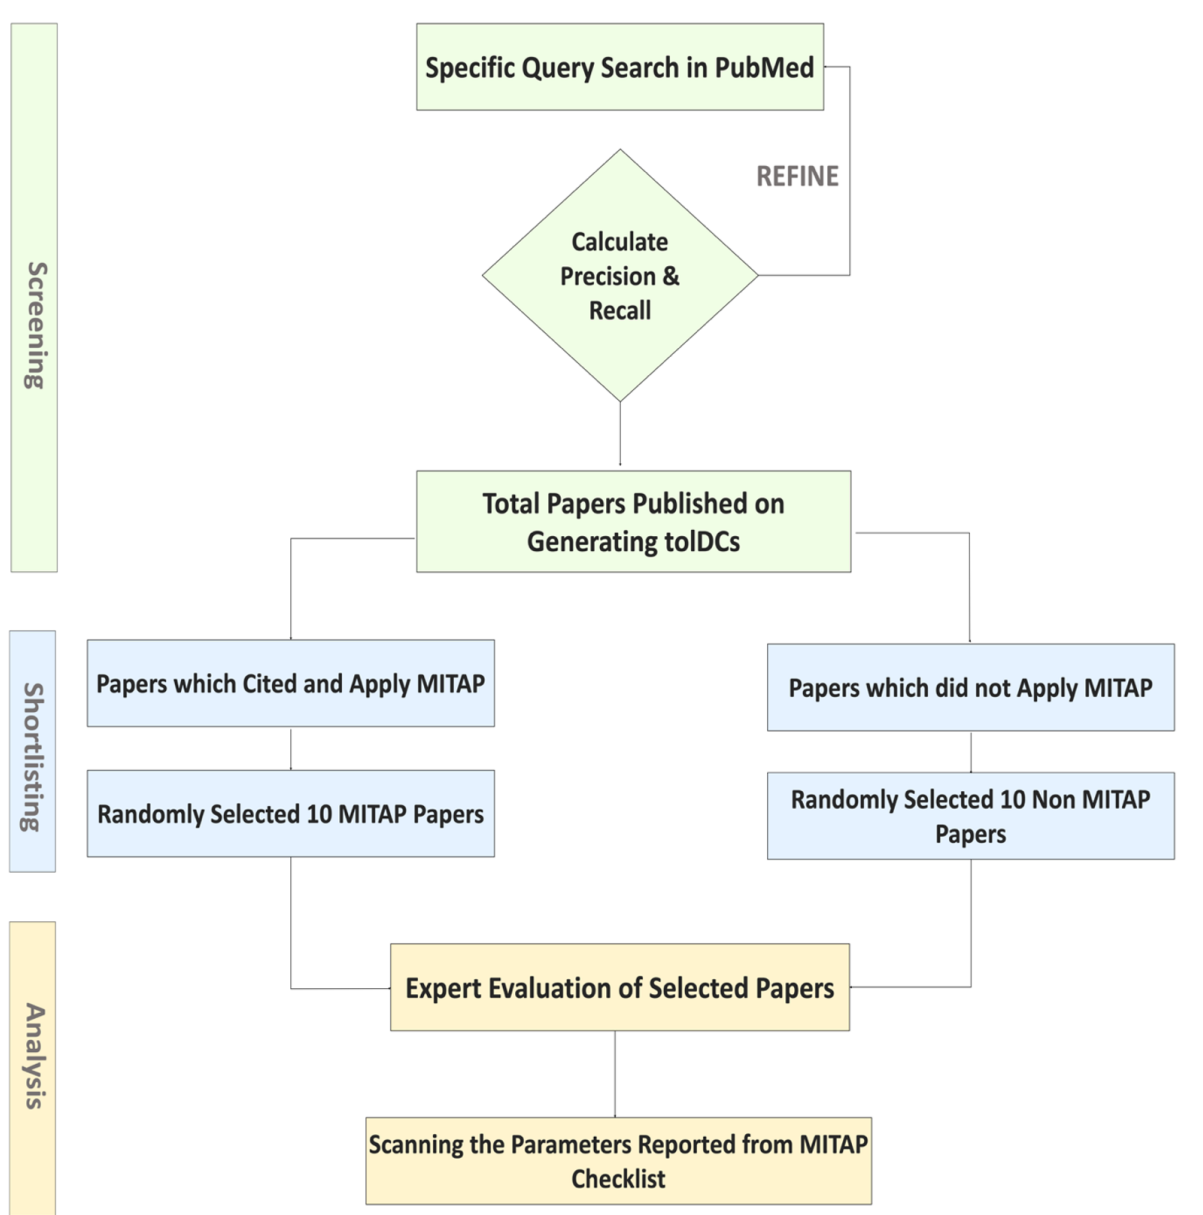 Screening
Specific Query Search in PubMed
REFINE
Calculate
Precision &
Recall
Total Papers Published on
Generating tolDCs
Shortlisting
Papers which Cited and Apply MITAP
Papers which did not Apply MITAP
Randomly Selected 10 MITAP Papers
Randomly Selected 10 Non MITAP
Papers
Analysis
Expert Evaluation of Selected Papers
Scanning the Parameters Reported from MITAP
Checklist